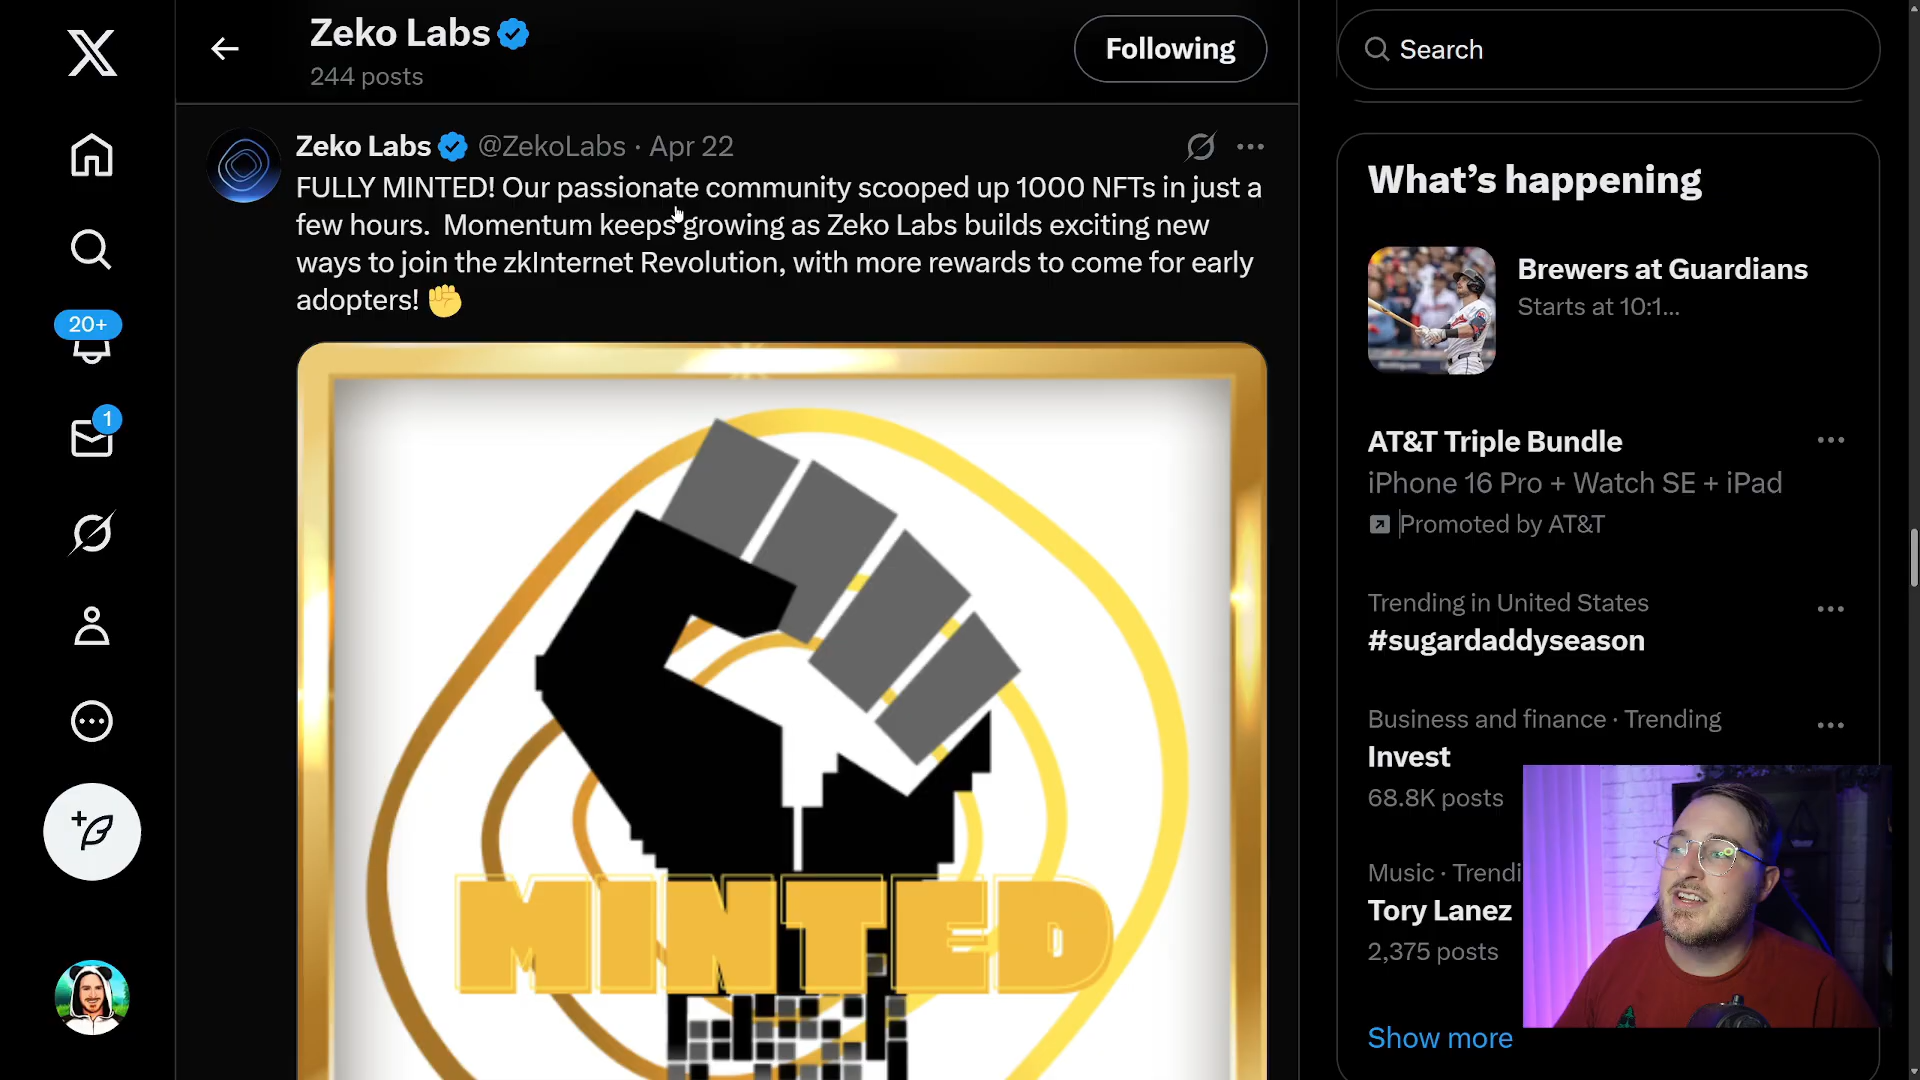 Zeko Labs
244 posts
Following
Search
Zeko Labs @ZekoLabs · Apr 22
FULLY MINTED! Our passionate community scooped up 1000 NFTs in just a
few hours.  Momentum keeps growing as Zeko Labs builds exciting new
ways to join the zkInternet Revolution, with more rewards to come for early
adopters! ✊
MINTED
20+
1
What's happening
Brewers at Guardians
Starts at 10:1...
AT&T Triple Bundle
iPhone 16 Pro + Watch SE + iPad
Promoted by AT&T
Trending in United States
#sugardaddyseason
Business and finance · Trending
Invest
68.8K posts
Music · Trendi
Tory Lanez
2,375 posts
Show more